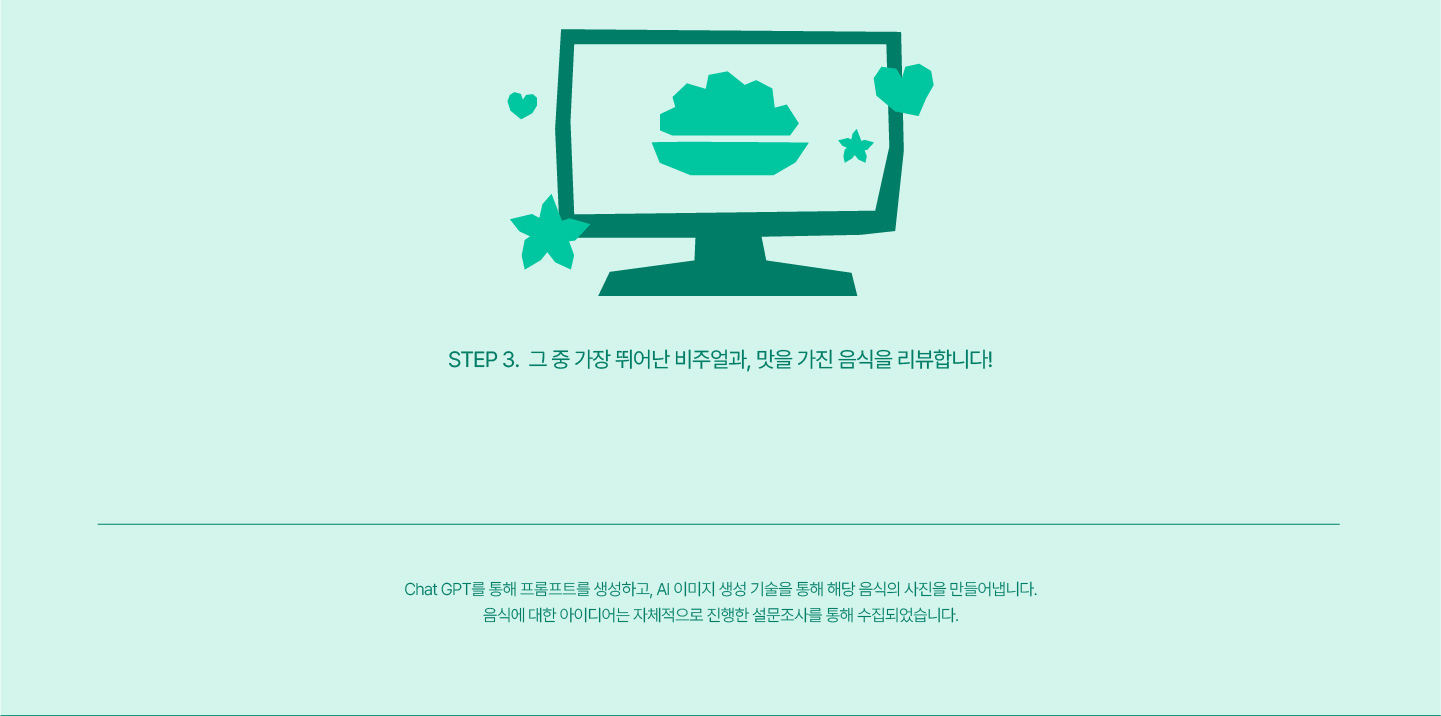 STEP 3. 그 중 가장 뛰어난 비주얼과, 맛을 가진 음식을 리뷰합니다!
Chat GPT를 통해 프롬프트를 생성하고, AI 이미지 생성 기술을 통해 해당 음식의 사진을 만들어냅니다.
음식에 대한 아이디어는 자체적으로 진행한 설문조사를 통해 수집되었습니다.